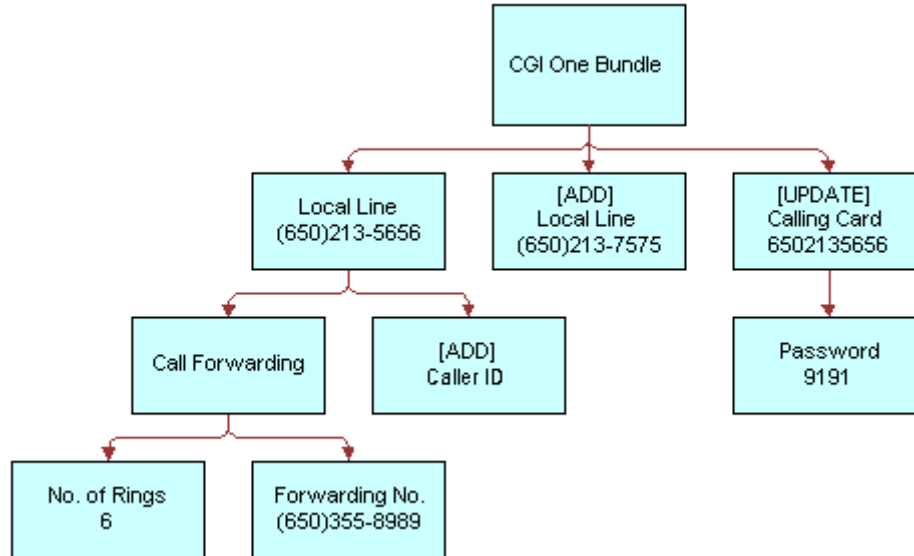 CGI One Bundle
Local Line
(650)213-5656
[ADD]
Local Line
(650)213-7575
[UPDATE]
Calling Card
6502135656
Call Forwarding
[ADD]
Caller ID
Password
9191
No. of Rings
6
Forwarding No.
(650)355-8989